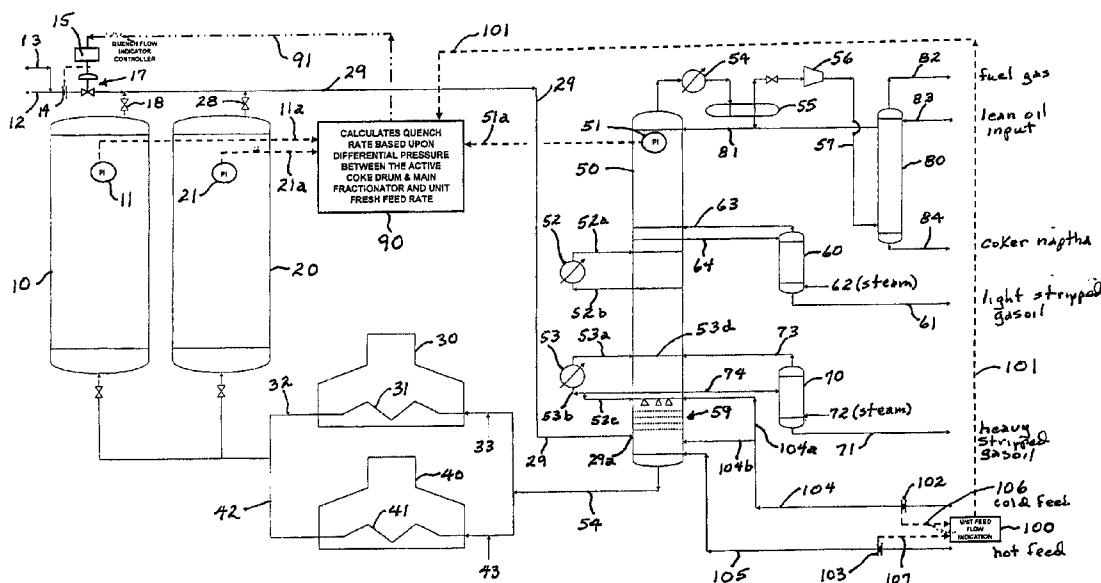 15
QUENCH FLOW
INDICATOR
CONTROLLER
13
17
14
12
18
28
91
29
101
29
54
56
55
82
fuel gas
83
lean oil
input
57
80
81
51
PI
51a
50
11a
21a
CALCULATES QUENCH
RATE BASED UPON
DIFFERENTIAL PRESSURE
BETWEEN THE ACTIVE
COKE DRUM & MAIN
FRACTIONATOR AND UNIT
FRESH FEED RATE
90
PI
11
PI
21
10
20
84
coker naptha
63
64
60
62 (steam)
light stripped
gasoil
61
52
52a
52b
53
53a
53b
53c
53d
73
74
70
72 (steam)
71
heavy
stripped
gasoil
101
59
29a
29
104a
104b
30
31
32
33
40
41
42
43
54
104
102
106
cold feed
UNIT FEED
FLOW
INDICATION
100
hot feed
105
103
107